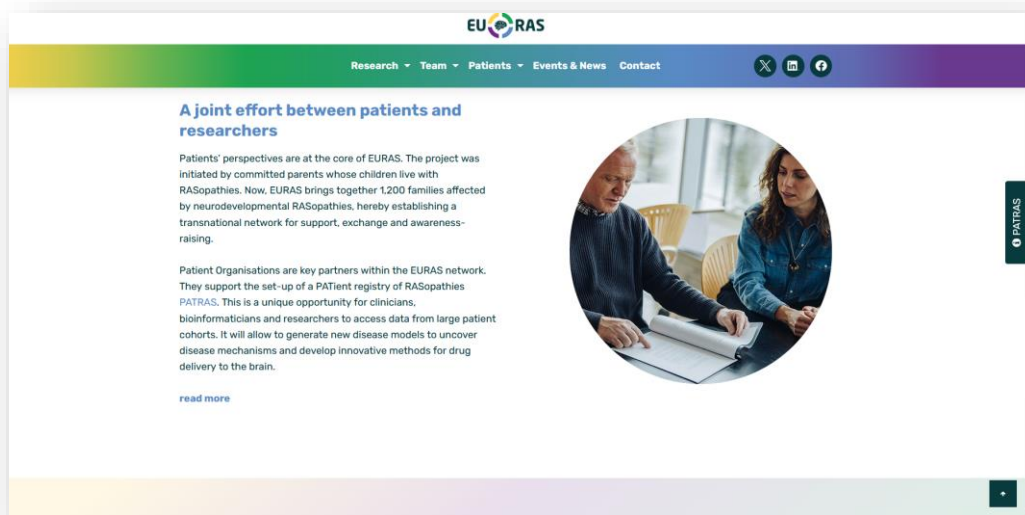 EU RAS
Research Team Patients Events & News Contact
A joint effort between patients and
researchers
Patients' perspectives are at the core of EURAS. The project was
initiated by committed parents whose children live with
RASopathies. Now, EURAS brings together 1,200 families affected
by neurodevelopmental RASopathies, hereby establishing a
transnational network for support, exchange and awareness-
raising.
Patient Organisations are key partners within the EURAS network.
They support the set-up of a PATient registry of RASopathies
PATRAS. This is a unique opportunity for clinicians,
bioinformaticians and researchers to access data from large patient
cohorts. It will allow to generate new disease models to uncover
disease mechanisms and develop innovative methods for drug
delivery to the brain.
read more
PATRAS